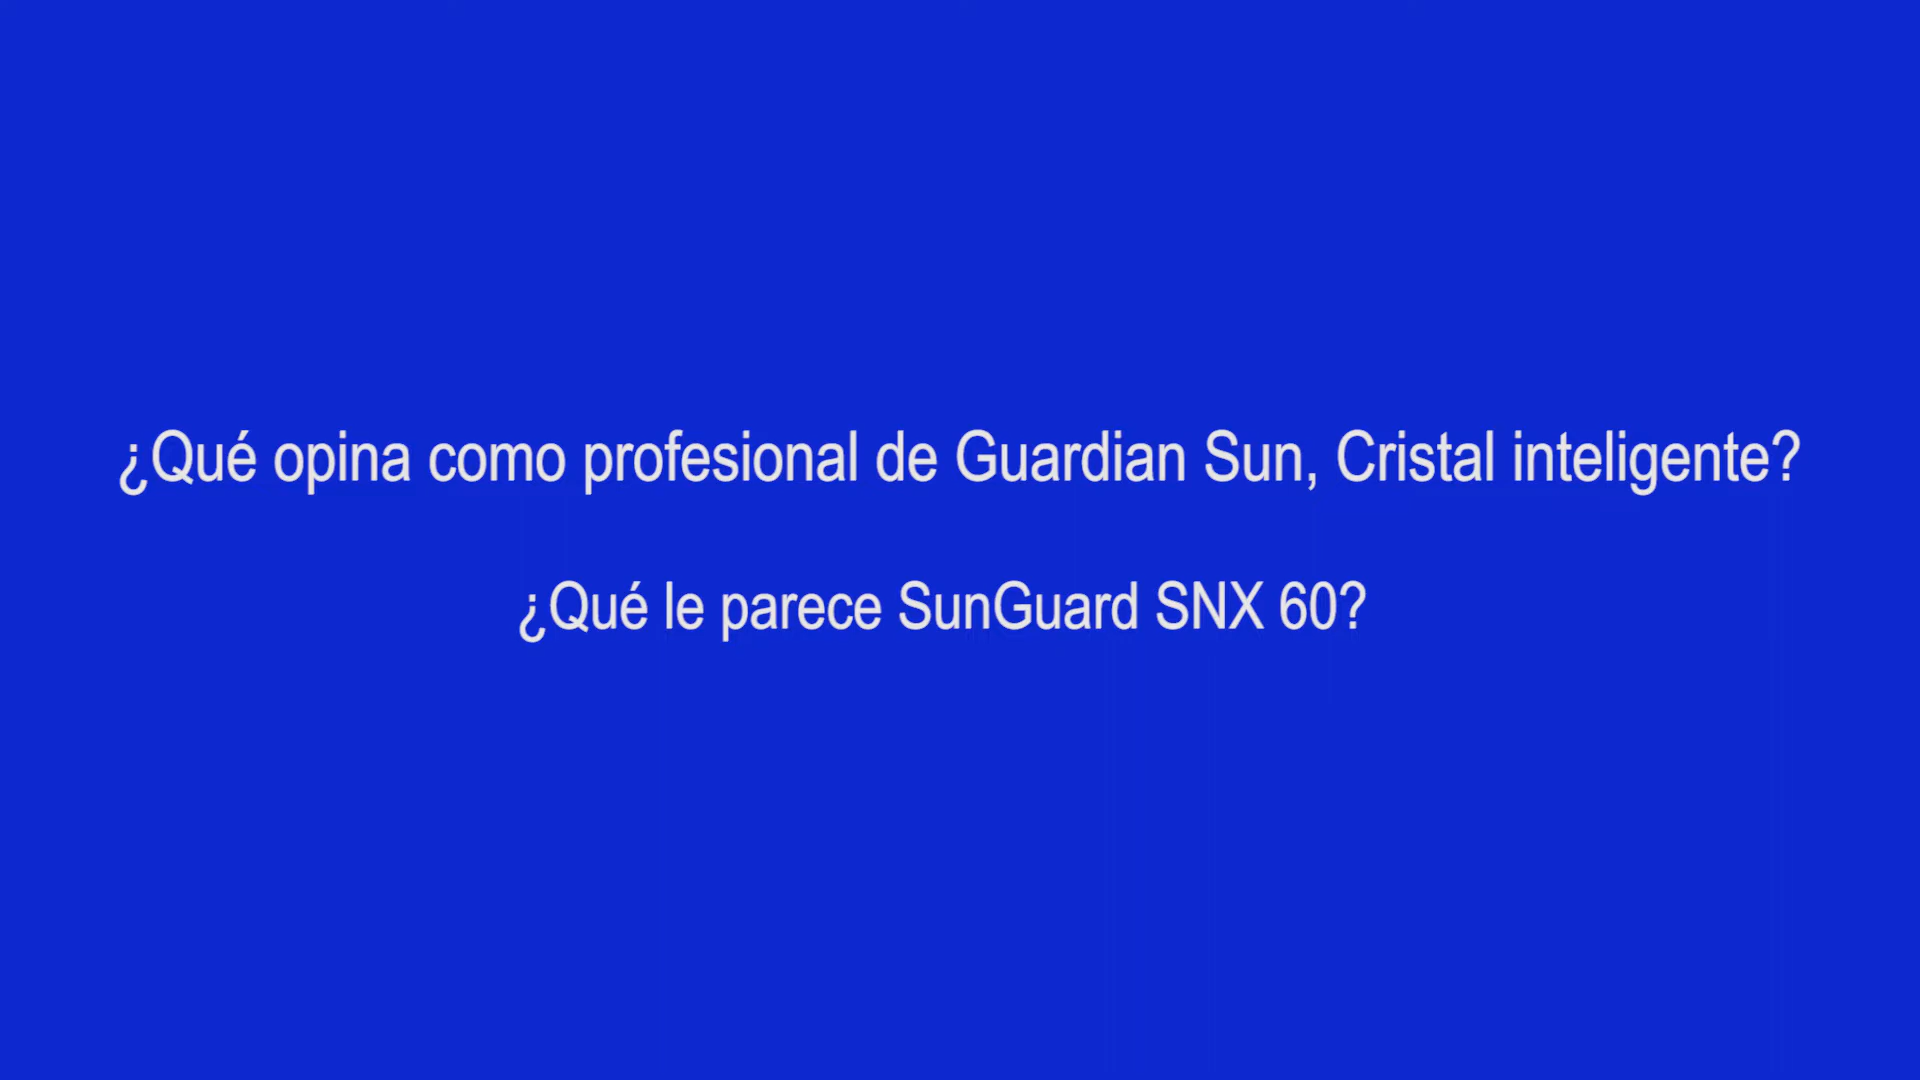 ¿Qué opina como profesional de Guardian Sun, Cristal inteligente?
¿Qué le parece SunGuard SNX 60?